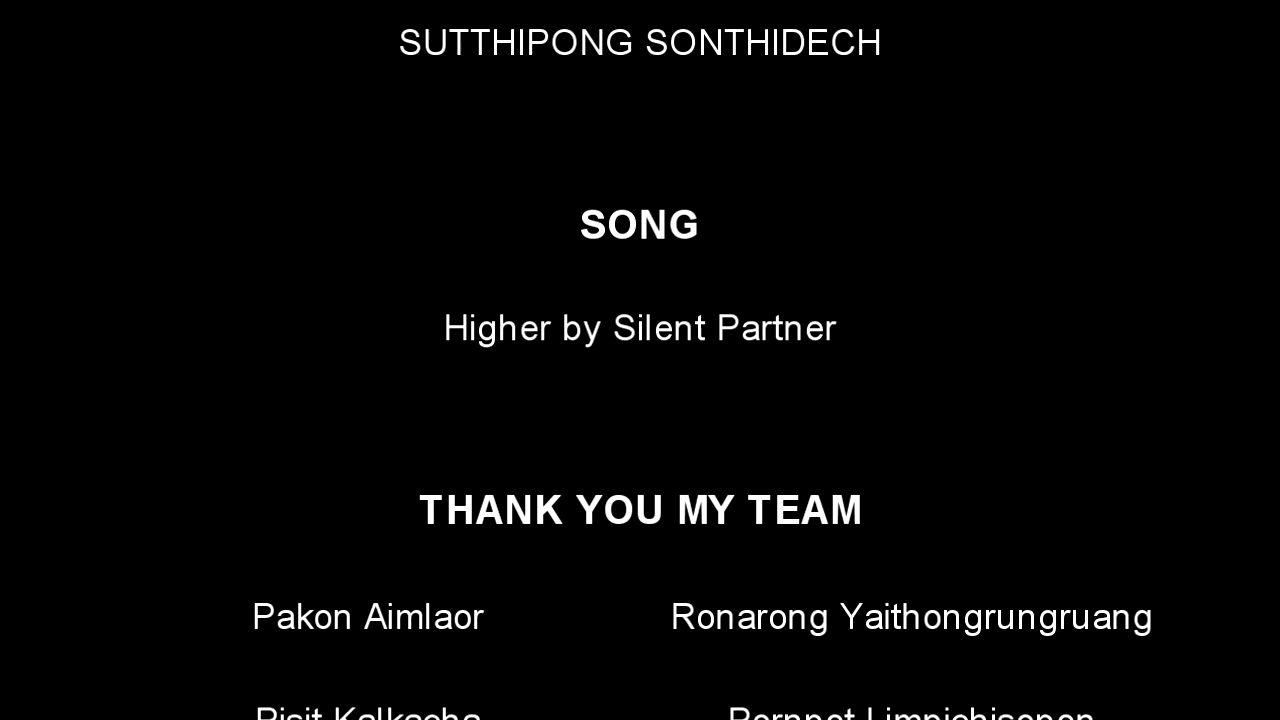 SUTTHIPONG SONTHIDECH
SONG
Higher by Silent Partner
THANK YOU MY TEAM
Pakon Aimlaor
Ronarong Yaithongrungruang